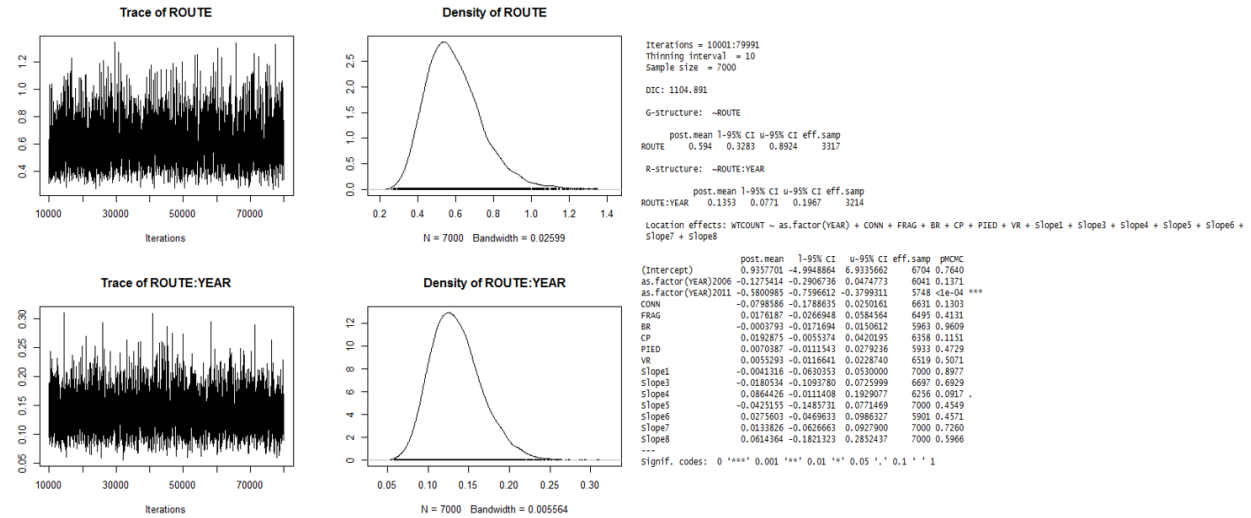 Trace of ROUTE
0.4 0.6 0.8 1.0 1.2
10000 30000 50000 70000
Iterations
Density of ROUTE
0.0 0.5 1.0 1.5 2.0 2.5
0.2 0.4 0.6 0.8 1.0 1.2 1.4
N = 7000 Bandwidth = 0.02599
Trace of ROUTE:YEAR
0.05 0.10 0.15 0.20 0.25 0.30
10000 30000 50000 70000
Iterations
Density of ROUTE:YEAR
0 2 4 6 8 10 12
0.05 0.10 0.15 0.20 0.25 0.30
N = 7000 Bandwidth = 0.005564
Iterations = 10001:79991
Thinning interval = 10
Sample size = 7000
DIC: 1104.891
G-structure: ~ROUTE
post.mean l-95% CI u-95% CI eff.samp
ROUTE 0.594 0.3283 0.8924 3317
R-structure: ~ROUTE:YEAR
post.mean l-95% CI u-95% CI eff.samp
ROUTE:YEAR 0.1353 0.0771 0.1967 3214
Location effects: WTCOUNT ~ as.factor(YEAR) + CONN + FRAG + BR + CP + PIED + VR + Slope1 + Slope3 + Slope4 + Slope5 + Slope6 +
Slope7 + Slope8
post.mean l-95% CI u-95% CI eff.samp pMCMC
(Intercept) 0.9357701 -4.9948864 6.9335662 6704 0.7640
as.factor(YEAR)2006 -0.1275414 -0.2906736 0.0474773 6041 0.1371
as.factor(YEAR)2011 -0.5800985 -0.7596612 -0.3799311 5748 <1e-04 ***
CONN -0.0798586 -0.1788635 0.0250161 6631 0.1303
FRAG 0.0176187 -0.0266948 0.0584564 6495 0.4131
BR -0.0003793 -0.0171694 0.0150612 5963 0.9609
CP 0.0192875 -0.0055374 0.0420195 6358 0.1151
PIED 0.0070387 -0.0111543 0.0279236 5933 0.4729
VR 0.0055293 -0.0116641 0.0228740 6519 0.5071
Slope1 -0.0041316 -0.0630353 0.0530000 7000 0.8977
Slope3 -0.0180534 -0.1093780 0.0725999 6697 0.6929
Slope4 0.0864426 -0.0111408 0.1929077 6256 0.0917 .
Slope5 -0.0425155 -0.1485731 0.0771469 7000 0.4549
Slope6 0.0275603 -0.0469633 0.0986327 5901 0.4571
Slope7 0.0133826 -0.0626663 0.0927900 7000 0.7260
Slope8 0.0614364 -0.1821323 0.2852437 7000 0.5966
---
Signif. codes: 0 ‘***’ 0.001 ‘**’ 0.01 ‘*’ 0.05 ‘.’ 0.1 ‘ ’ 1